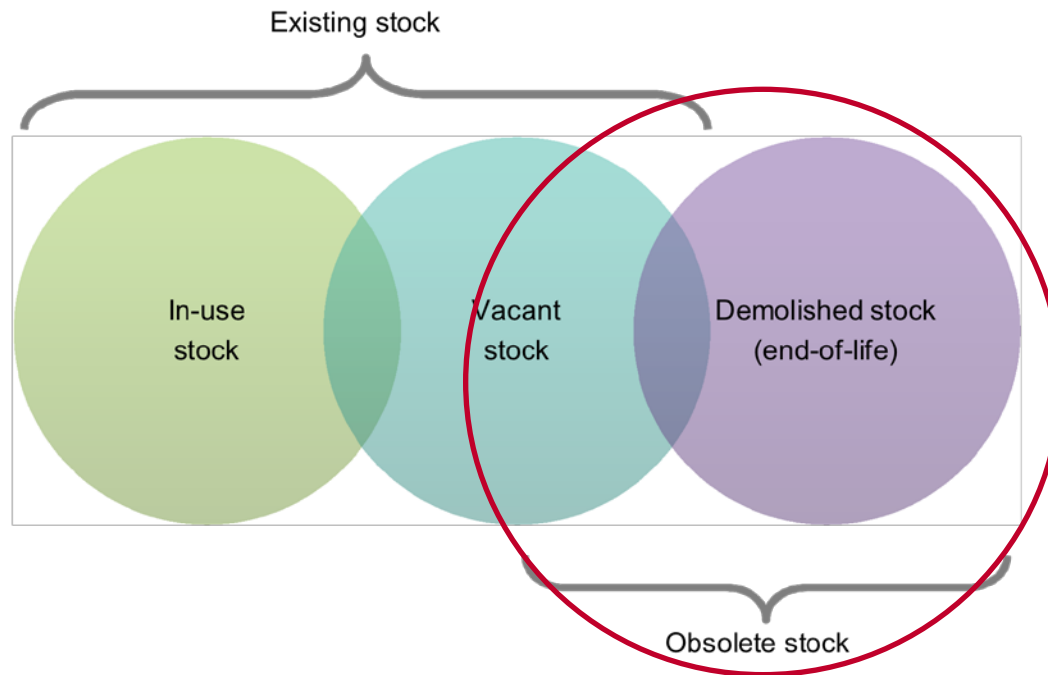 Existing stock
In-use
stock
Vacant
stock
Demolished stock
(end-of-life)
Obsolete stock